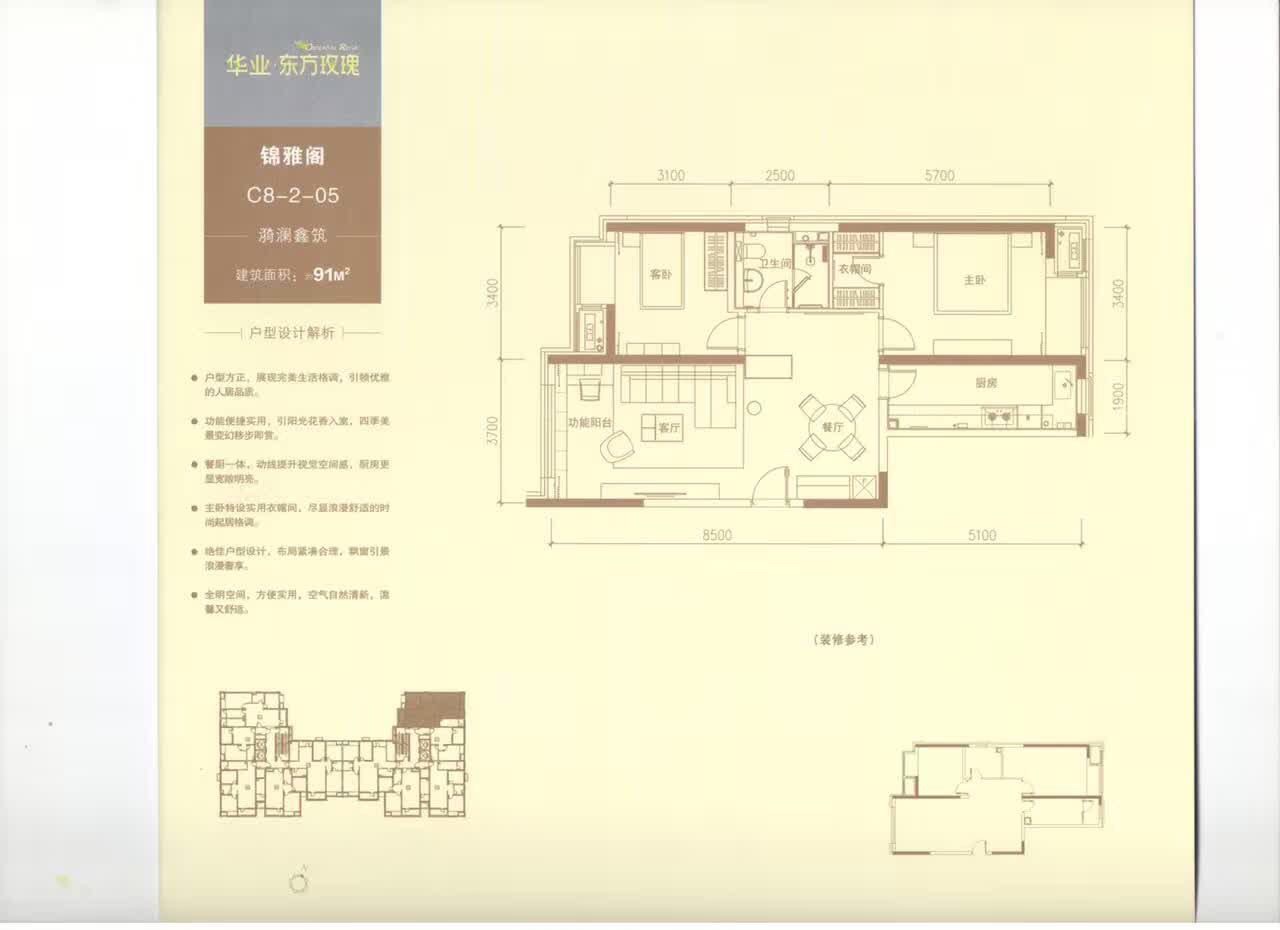 Oriental Rose
华业·东方玫瑰
锦雅阁
C8-2-05
漪澜鑫筑
建筑面积：约91M²
户型设计解析
● 户型方正，展现完美生活格调，引领优雅
的人居品质。
● 功能便捷实用，引阳光花香入室，四季美
景变幻移步即赏。
● 餐厨一体，动线提升视觉空间感，厨房更
显宽敞明亮。
● 主卧特设实用衣帽间，尽显浪漫舒适的时
尚起居格调。
● 绝佳户型设计，布局紧凑合理，飘窗引景
浪漫奢享。
● 全明空间，方便实用，空气自然清新，温
馨又舒适。
3100 2500 5700
3400
3700
3400
1900
客卧
卫生间
衣帽间
主卧
厨房
功能阳台
客厅
餐厅
8500 5100
（装修参考）
N